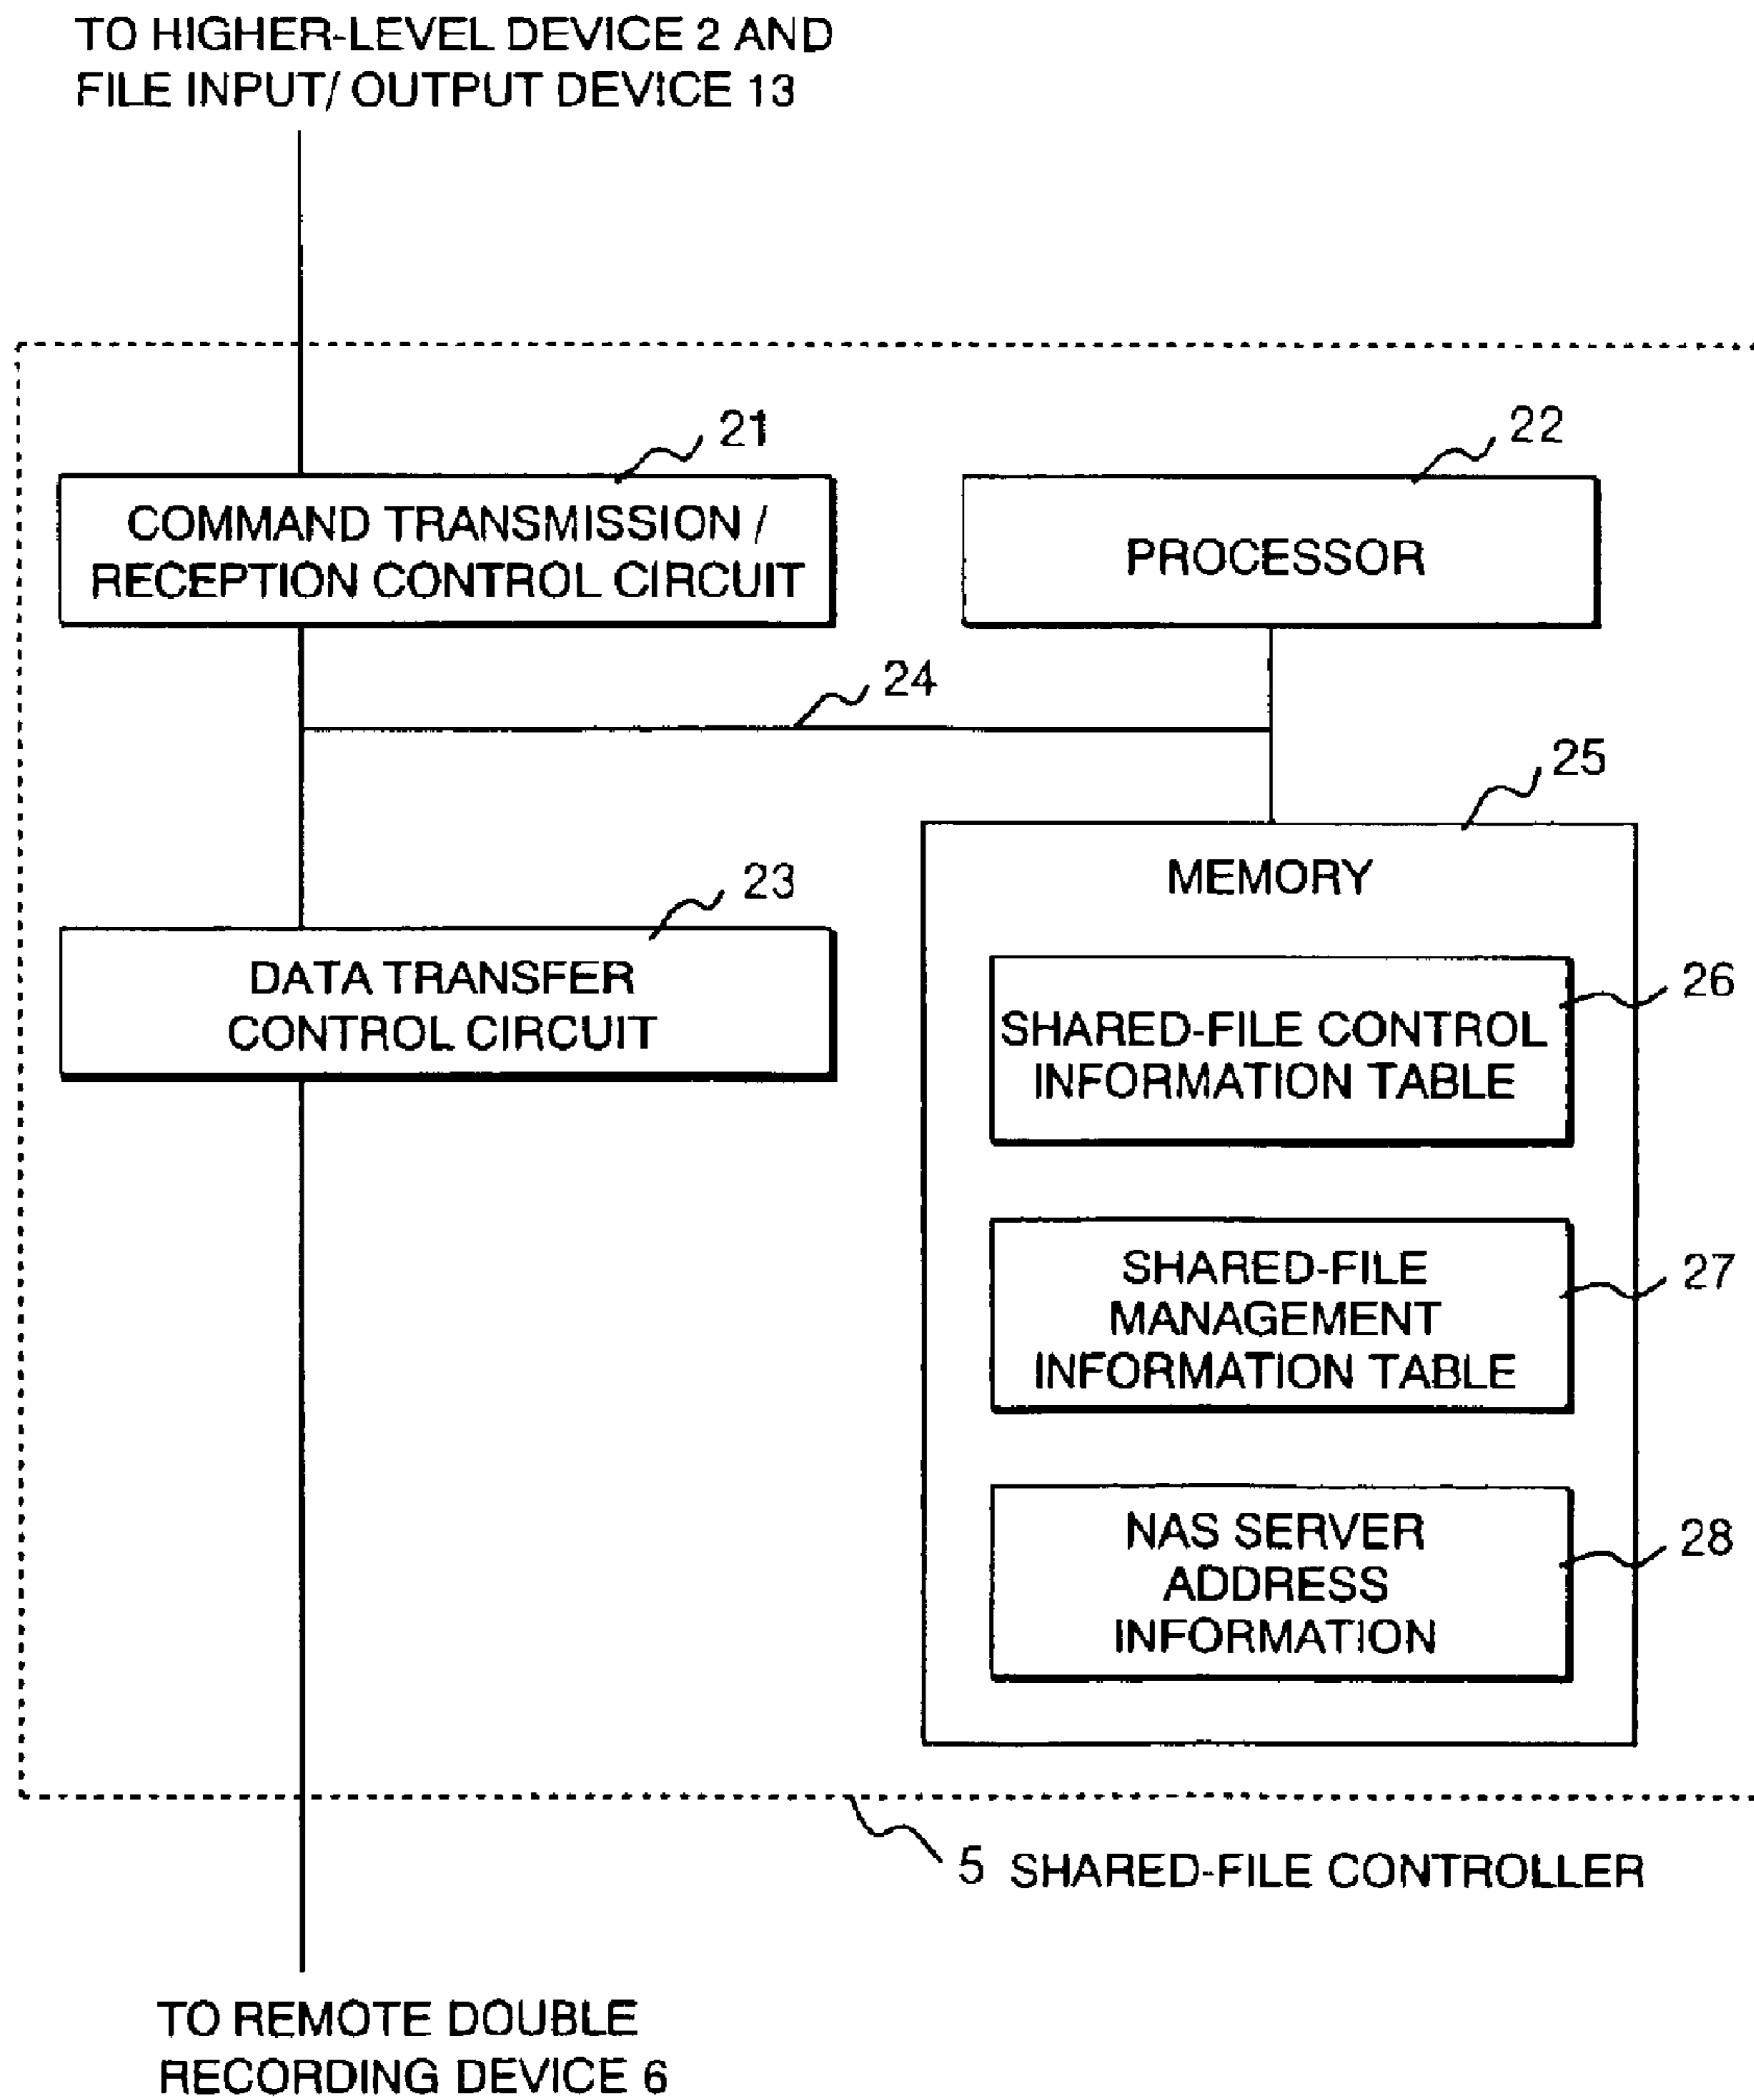 TO HIGHER-LEVEL DEVICE 2 AND
FILE INPUT/ OUTPUT DEVICE 13
21
22
COMMAND TRANSMISSION /
RECEPTION CONTROL CIRCUIT
PROCESSOR
24
25
MEMORY
23
DATA TRANSFER
CONTROL CIRCUIT
26
SHARED-FILE CONTROL
INFORMATION TABLE
SHARED-FILE
MANAGEMENT
INFORMATION TABLE
27
NAS SERVER
ADDRESS
INFORMATION
28
5 SHARED-FILE CONTROLLER
TO REMOTE DOUBLE
RECORDING DEVICE 6